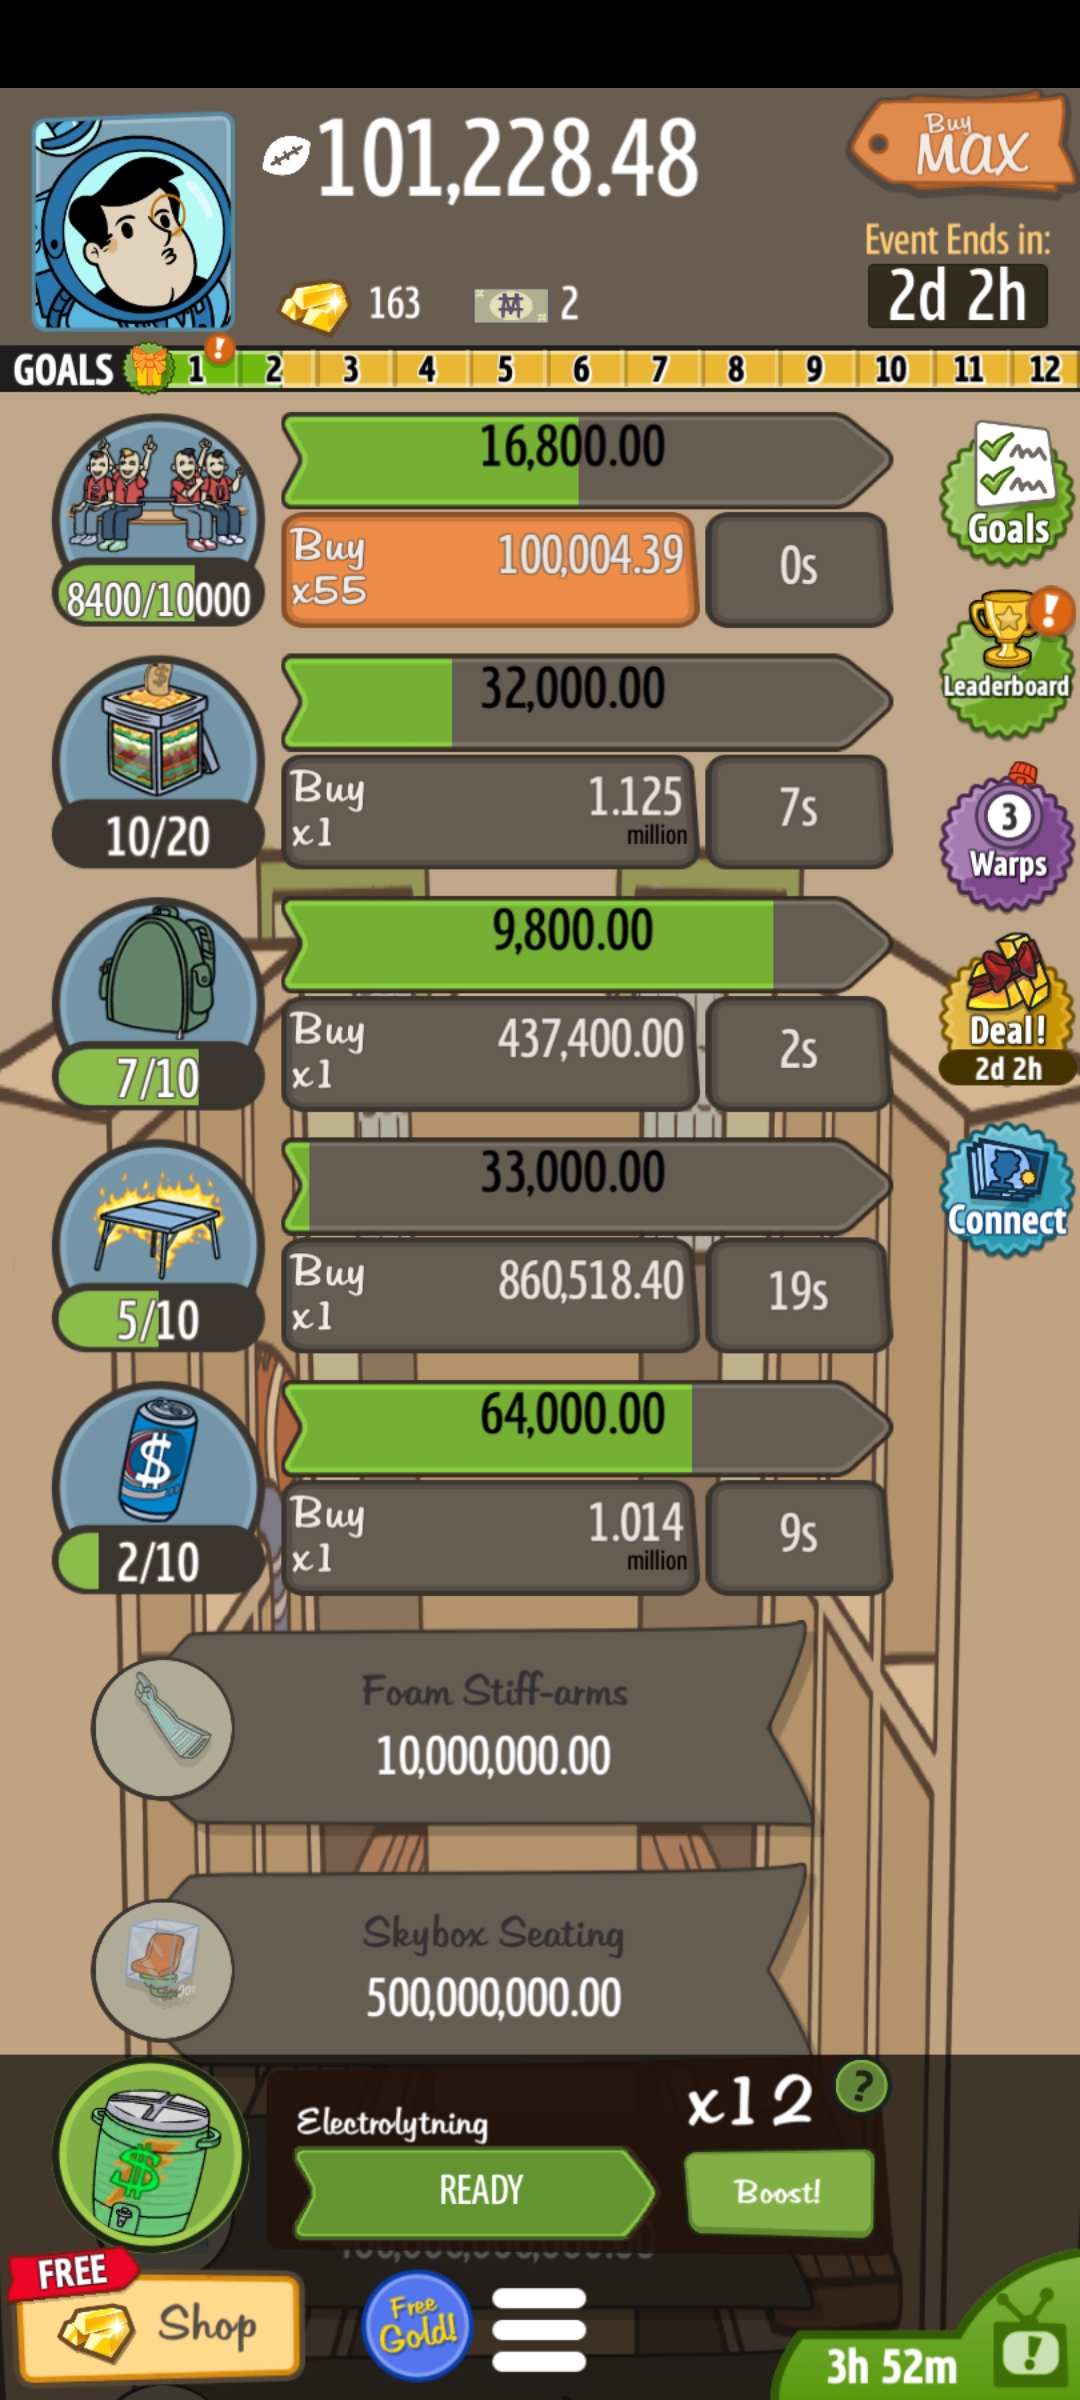 101,228.48
Buy
MAX
Event Ends in:
2d 2h
163
2
GOALS 1 ! 2 3 4 5 6 7 8 9 10 11 12
16,800.00
Buy
x55
100,004.39
0s
8400/10000
Goals
32,000.00
Buy
x1
1.125
million
7s
10/20
!
Leaderboard
9,800.00
Buy
x1
437,400.00
2s
7/10
3
Warps
33,000.00
Buy
x1
860,518.40
19s
5/10
Deal!
2d 2h
64,000.00
Buy
x1
1.014
million
9s
$
2/10
Connect
Foam Stiff-arms
10,000,000.00
Skybox Seating
500,000,000.00
Electrolytning
x12
?
$
READY
Boost!
FREE
Shop
Free
Gold!
3h 52m
!